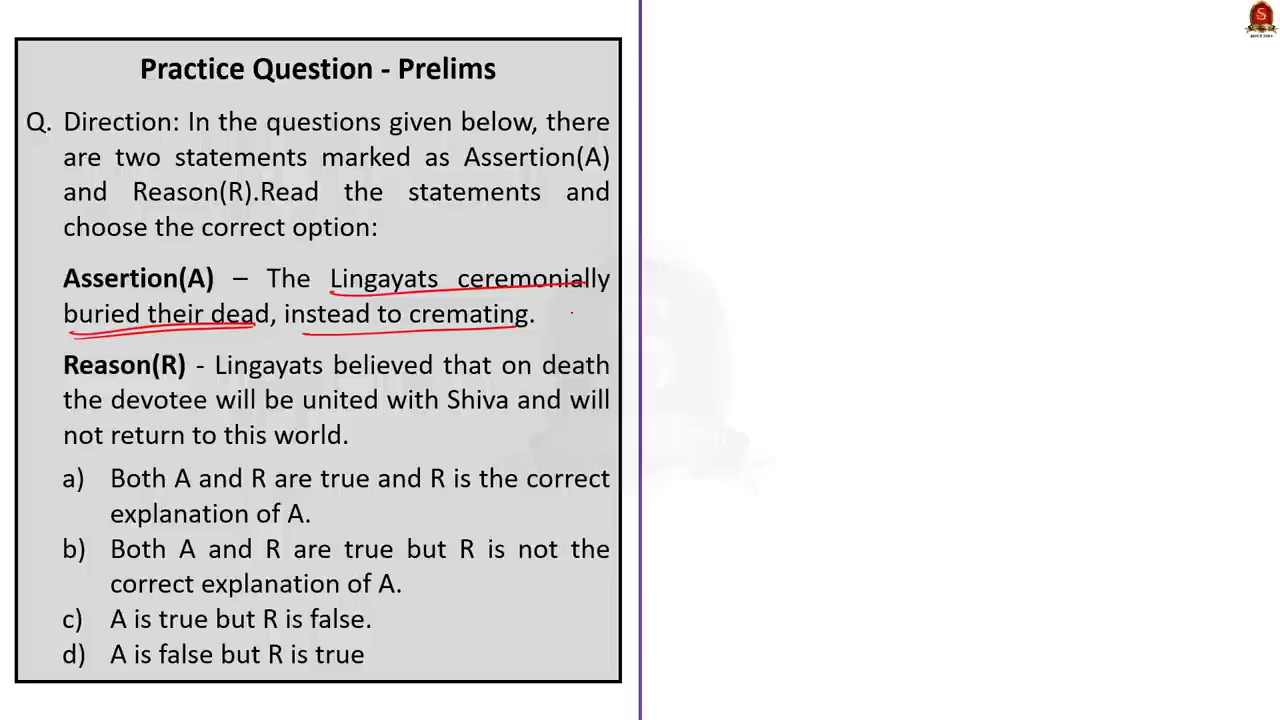 Practice Question - Prelims
Q. Direction: In the questions given below, there
are two statements marked as Assertion(A)
and Reason(R).Read the statements and
choose the correct option:
Assertion(A) – The Lingayats ceremonially
buried their dead, instead to cremating.
Reason(R) - Lingayats believed that on death
the devotee will be united with Shiva and will
not return to this world.
a) Both A and R are true and R is the correct
explanation of A.
b) Both A and R are true but R is not the
correct explanation of A.
c) A is true but R is false.
d) A is false but R is true